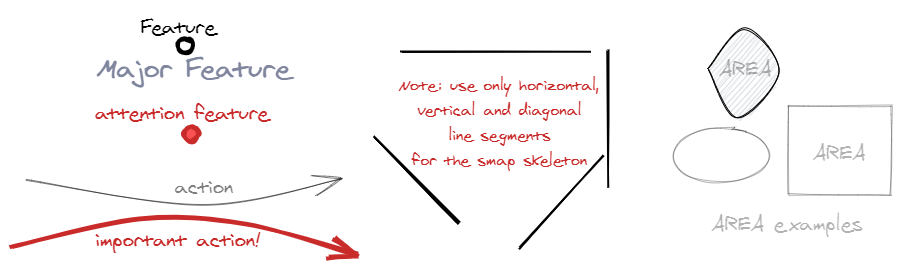 Feature
Major Feature
attention feature
action
important action!
Note: use only horizontal,
vertical and diagonal
line segments
for the smap skeleton
AREA
AREA
AREA examples